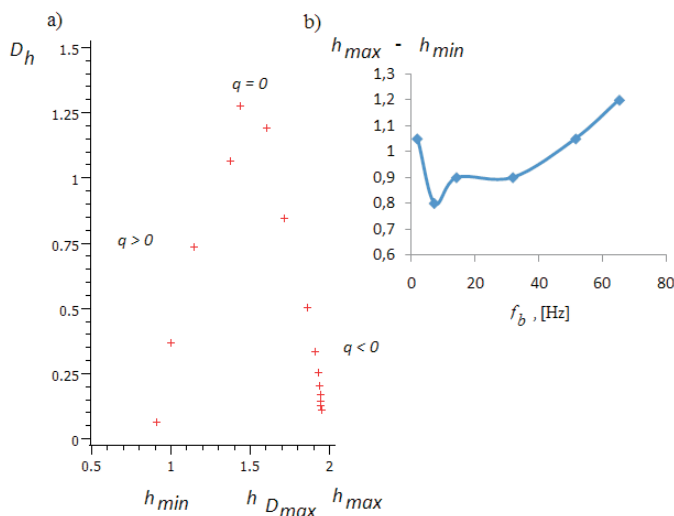 a)
D h
1.5
1.25
1
0.75
0.5
0.25
0
q = 0
q > 0
q < 0
0.5 1 1.5 2
h min h D max h max
b)
h max - h min
1,3
1,2
1,1
1
0,9
0,8
0,7
0,6
0 20 40 60 80
f b , [Hz]